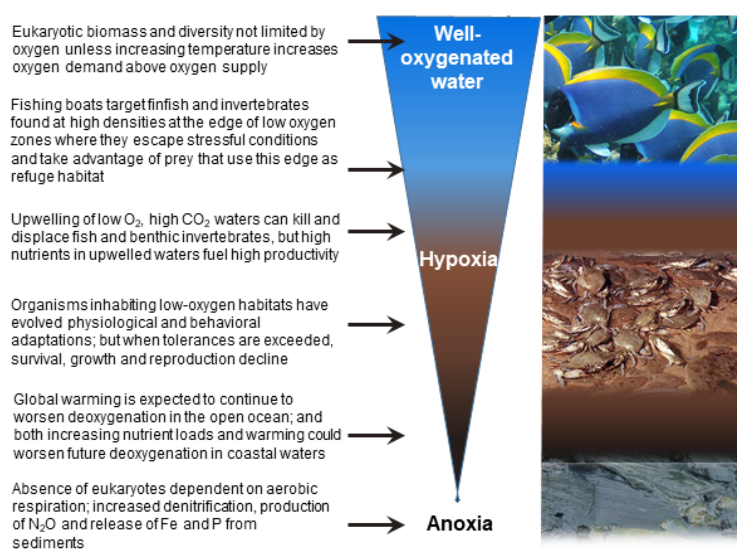 Eukaryotic biomass and diversity not limited by
oxygen unless increasing temperature increases
oxygen demand above oxygen supply
Well-
oxygenated
water
Fishing boats target finfish and invertebrates
found at high densities at the edge of low oxygen
zones where they escape stressful conditions
and take advantage of prey that use this edge as
refuge habitat
Upwelling of low O₂, high CO₂ waters can kill and
displace fish and benthic invertebrates, but high
nutrients in upwelled waters fuel high productivity
Hypoxia
Organisms inhabiting low-oxygen habitats have
evolved physiological and behavioral
adaptations; but when tolerances are exceeded,
survival, growth and reproduction decline
Global warming is expected to continue to
worsen deoxygenation in the open ocean; and
both increasing nutrient loads and warming could
worsen future deoxygenation in coastal waters
Absence of eukaryotes dependent on aerobic
respiration; increased denitrification, production
of N₂O and release of Fe and P from
sediments
Anoxia